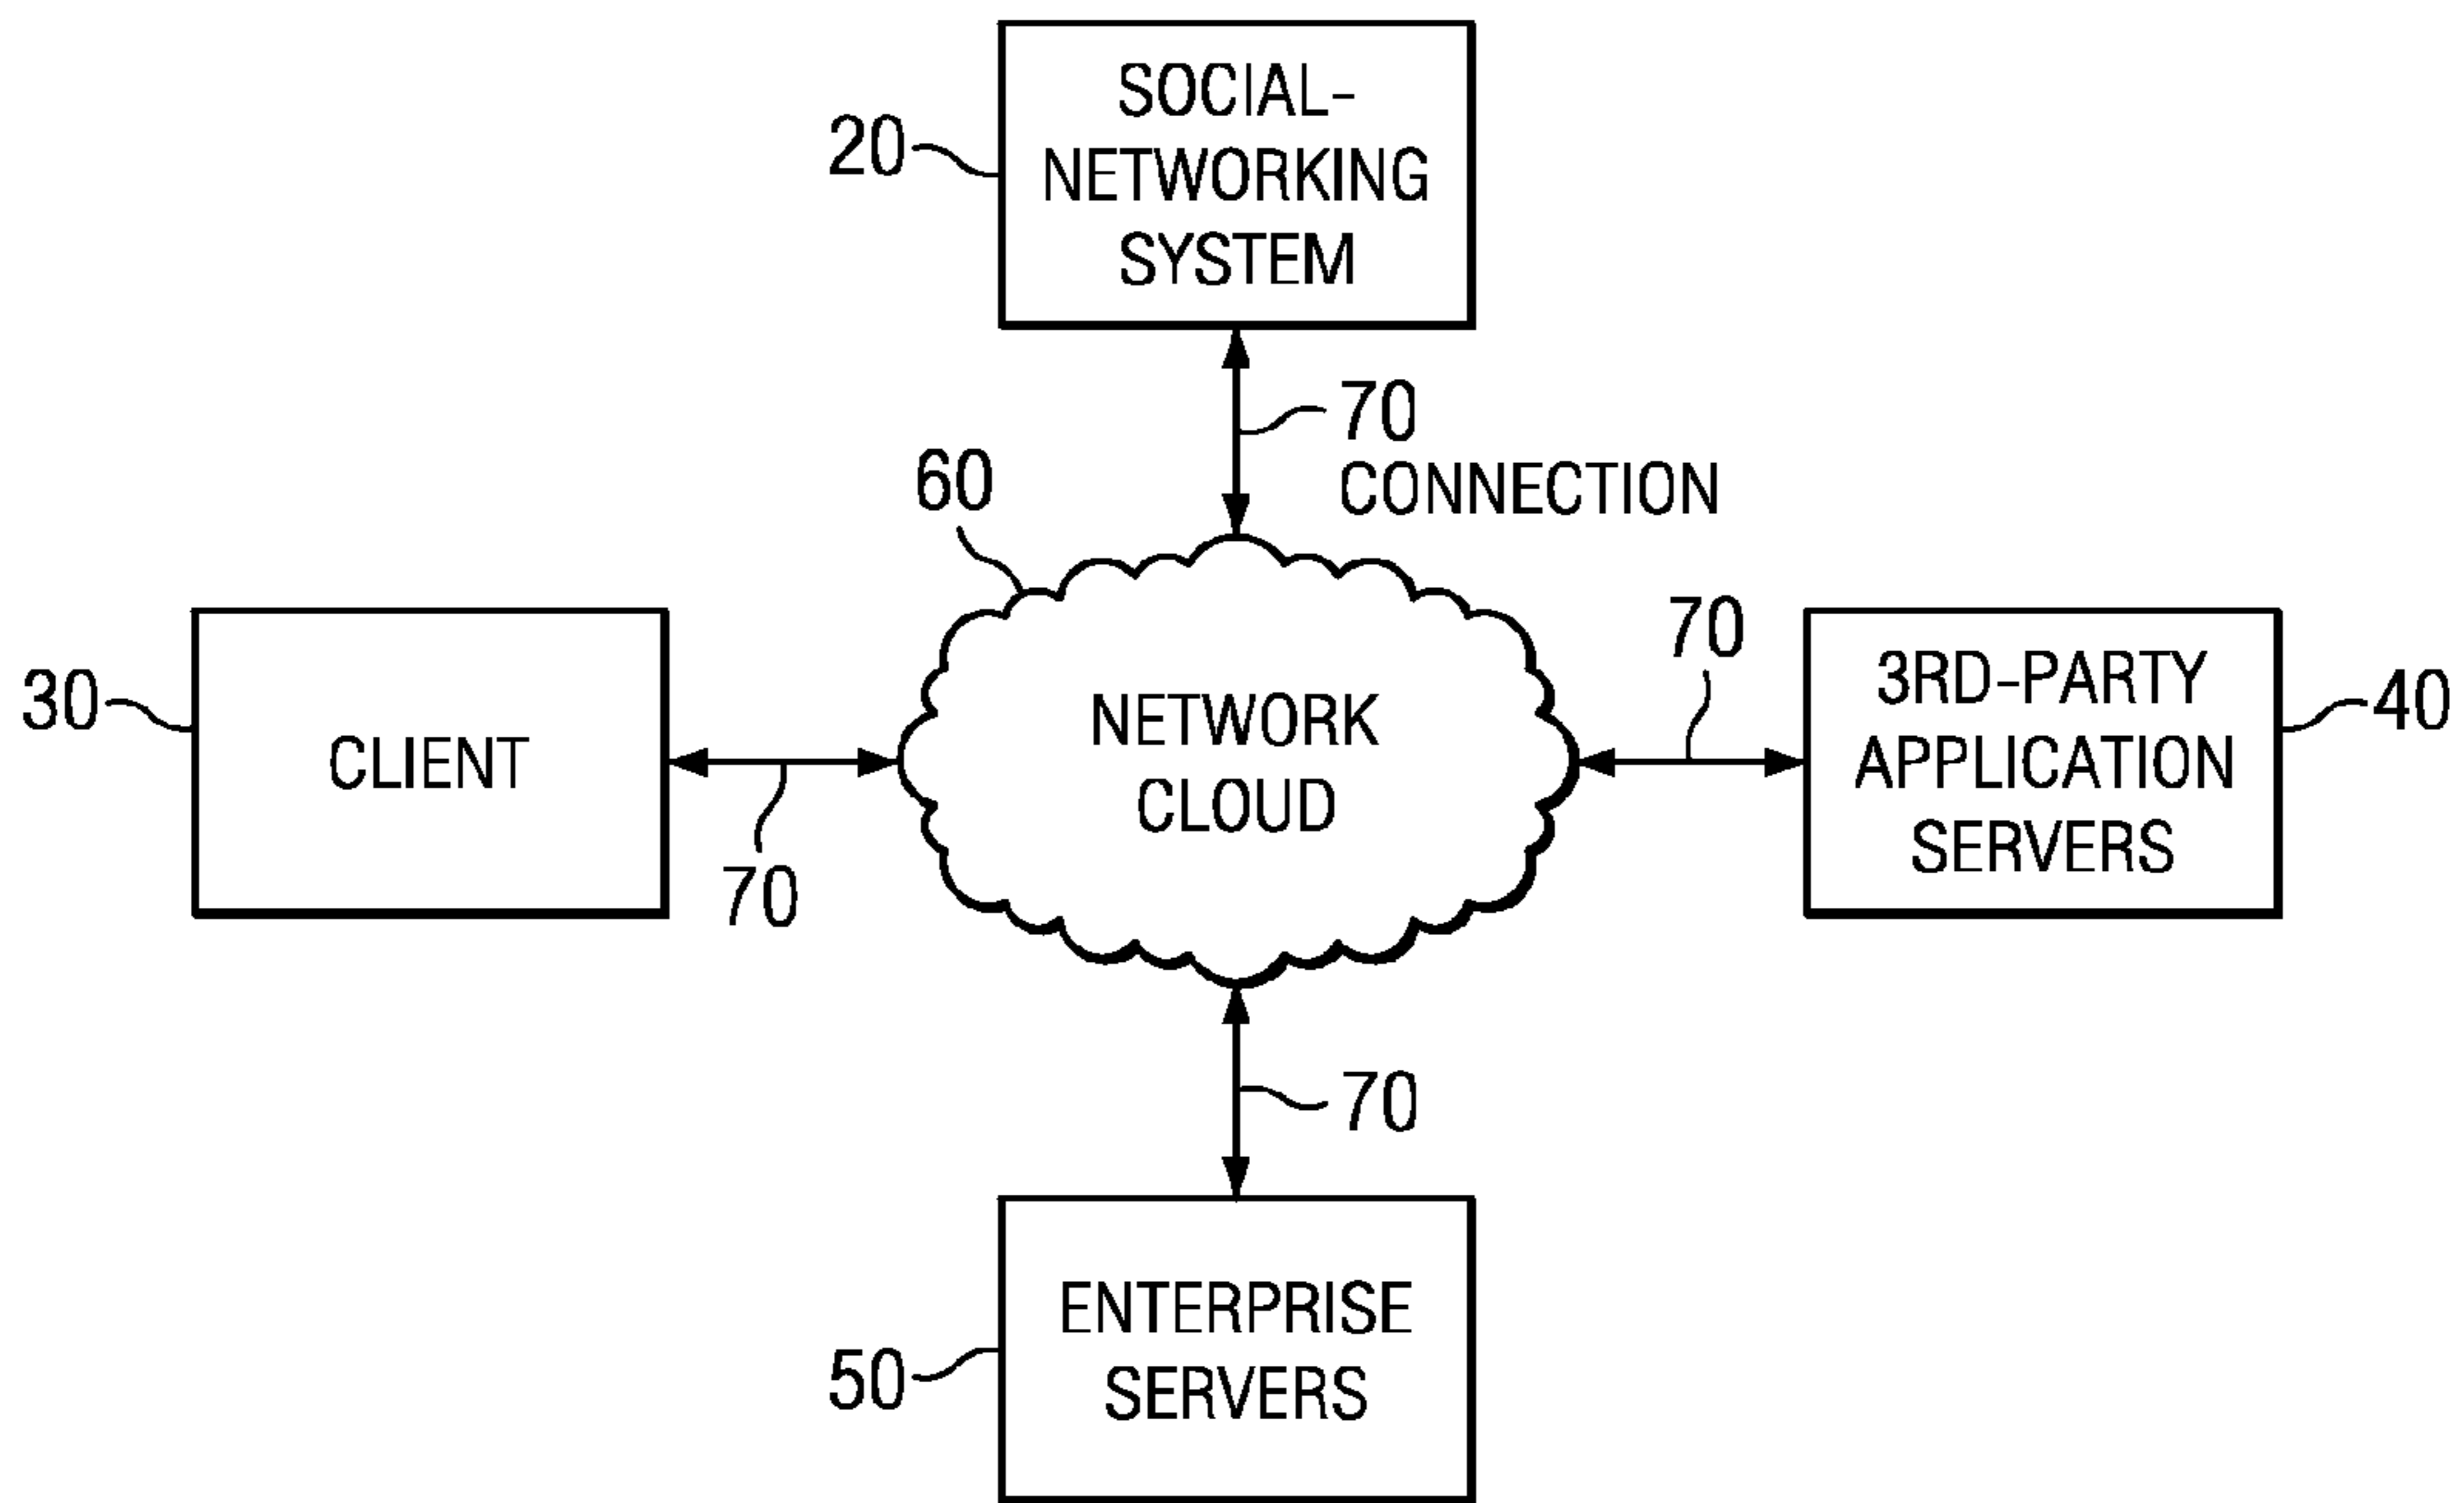 SOCIAL-
NETWORKING
SYSTEM
20
70
CONNECTION
60
NETWORK
CLOUD
30
CLIENT
70
70
3RD-PARTY
APPLICATION
SERVERS
40
70
ENTERPRISE
SERVERS
50